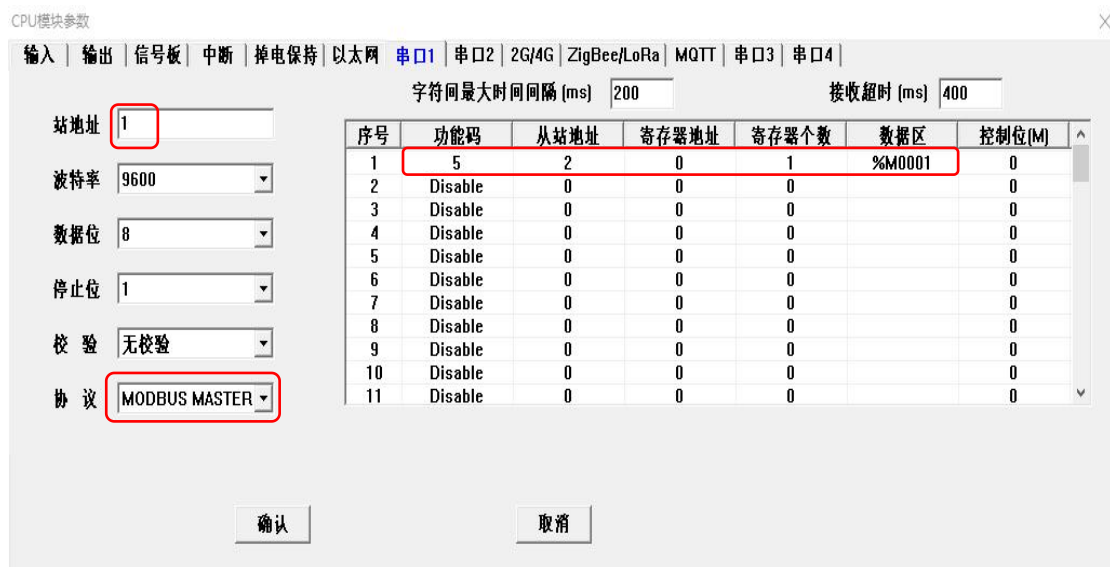 CPU模块参数
输入 输出 信号板 中断 掉电保持 以太网 串口1 串口2 2G/4G ZigBee/LoRa MQTT 串口3 串口4
字符间最大时间间隔 (ms) 200 接收超时 (ms) 400
站地址 1
波特率 9600
数据位 8
停止位 1
校 验 无校验
协 议 MODBUS MASTER
序号 功能码 从站地址 寄存器地址 寄存器个数 数据区 控制位(M)
1 5 2 0 1 %M0001 0
2 Disable 0 0 0 0
3 Disable 0 0 0 0
4 Disable 0 0 0 0
5 Disable 0 0 0 0
6 Disable 0 0 0 0
7 Disable 0 0 0 0
8 Disable 0 0 0 0
9 Disable 0 0 0 0
10 Disable 0 0 0 0
11 Disable 0 0 0 0
确认 取消